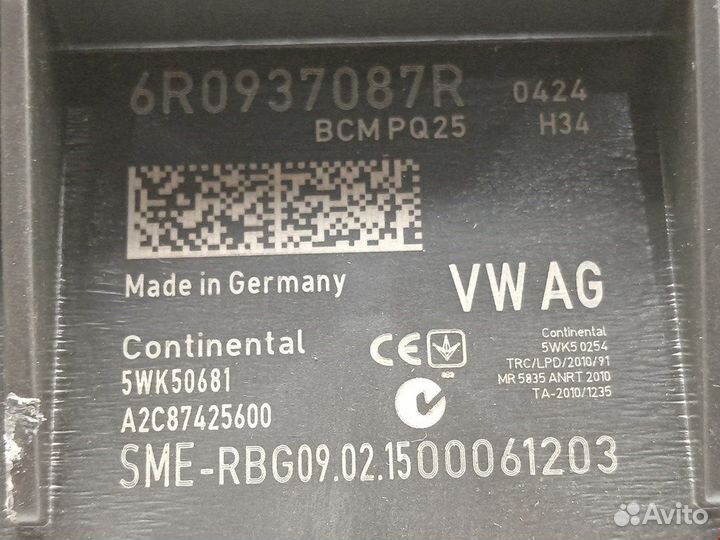 6R0937087R 0424
BCM PQ25 H34
Made in Germany VW AG
Continental
5WK50681
A2C87425600
CE
Continental
5WK50254
TRC/LPD/2010/91
MR 5835 ANRT 2010
TA-2010/1235
SME-RBG09.02.1500061203
Avito